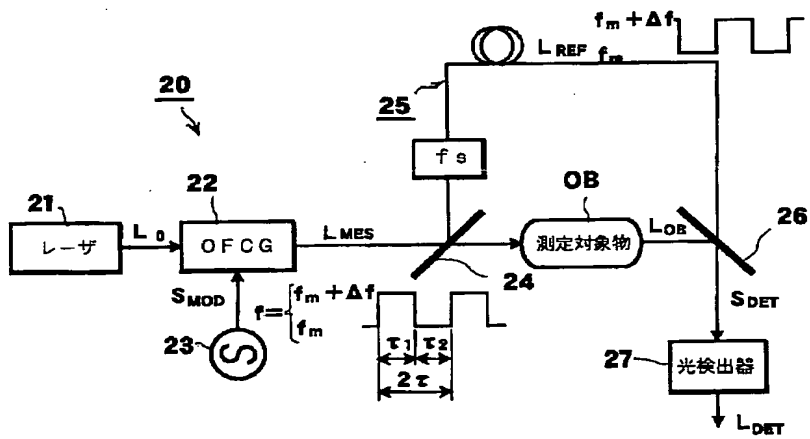 fm + Δf
LREF
fm
20
25
fs
OB
21
22
26
レーザ
L0
OFCG
LMES
測定対象物
LOB
24
SMOD
f=
fm + Δf
fm
SDET
23
τ1
τ2
2τ
27
光検出器
LDET